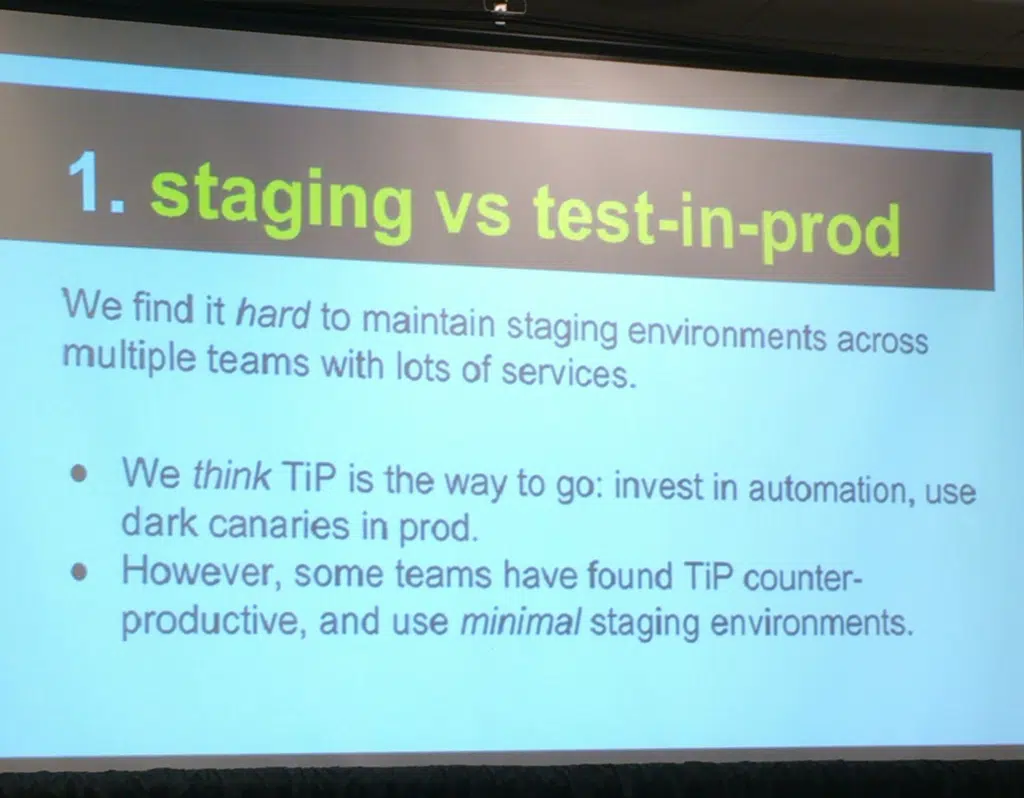 1. staging vs test-in-prod
We find it hard to maintain staging environments across
multiple teams with lots of services.
• We think TiP is the way to go: invest in automation, use
dark canaries in prod.
• However, some teams have found TiP counter-
productive, and use minimal staging environments.